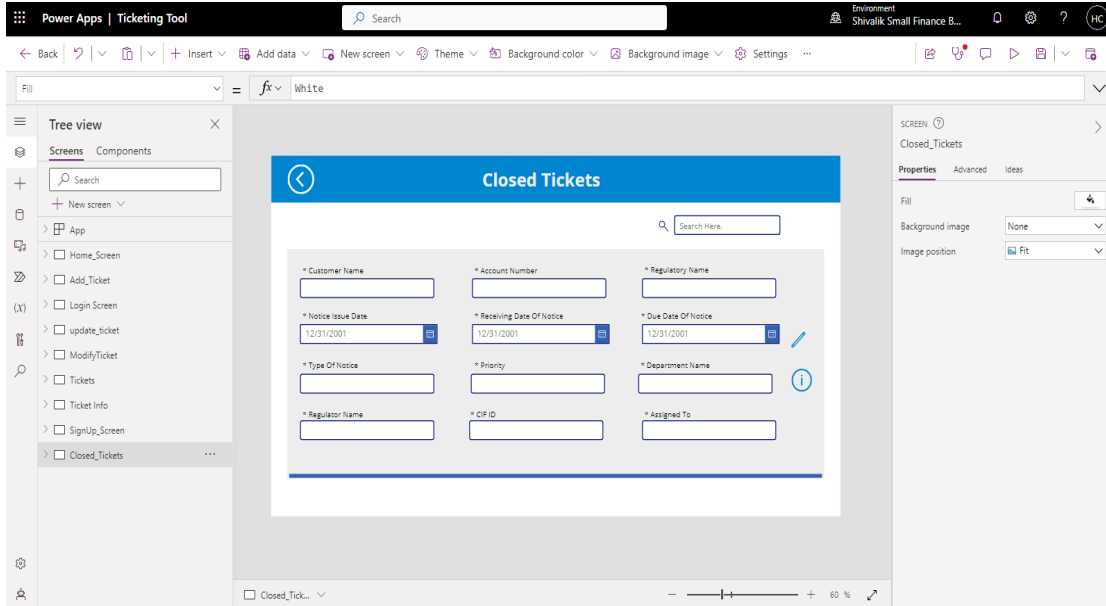 Power Apps | Ticketing Tool
Search
Environment
Shivalik Small Finance B...
?
HC
Back
Insert
Add data
New screen
Theme
Background color
Background image
Settings
...
Fill
=
fx
White
Tree view
Screens
Components
Search
New screen
App
Home_Screen
Add_Ticket
Login Screen
update_ticket
ModifyTicket
Tickets
Ticket Info
SignUp_Screen
Closed_Tickets
...
(x)
Closed Tickets
Search Here.
* Customer Name
* Account Number
* Regulatory Name
* Notice Issue Date
* Receiving Date Of Notice
* Due Date Of Notice
12/31/2001
12/31/2001
12/31/2001
* Type Of Notice
* Priority
* Department Name
* Regulator Name
* CIF ID
* Assigned To
SCREEN
Closed_Tickets
Properties
Advanced
Ideas
Fill
Background image
None
Image position
Fit
Closed_Tick...
60 %